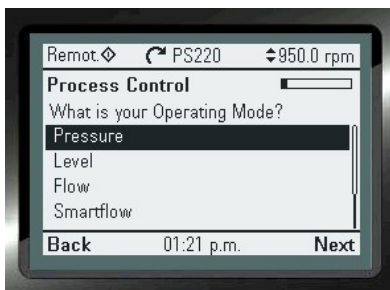 Remot. PS220 950.0 rpm
Process Control
What is your Operating Mode?
Pressure
Level
Flow
Smartflow
Back 01:21 p.m. Next